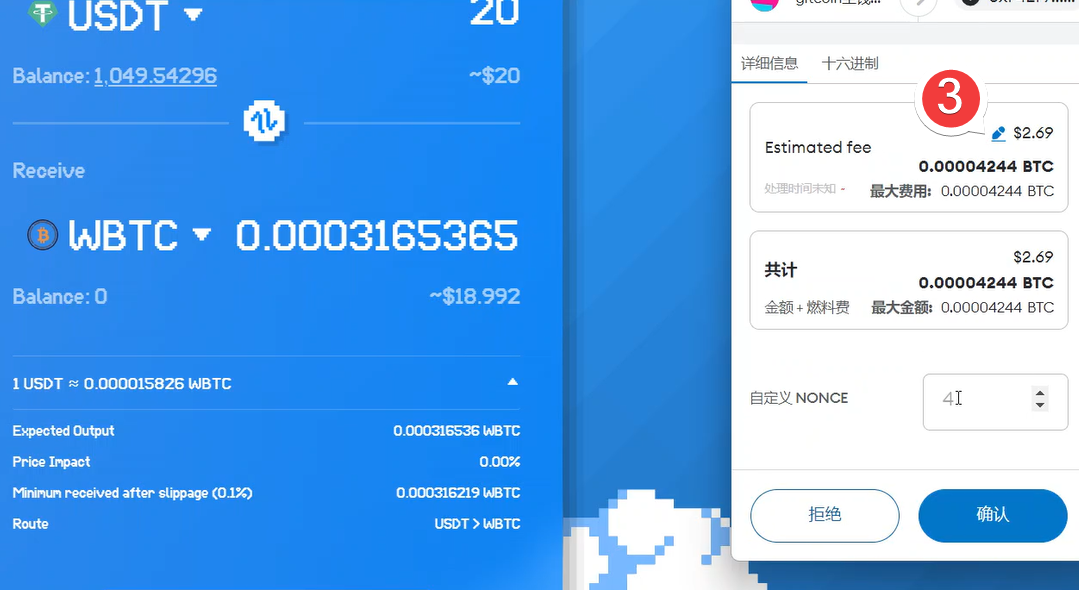 USDT
20
Balance: 1,049.54296
~$20
Receive
WBTC
0.0003165365
Balance: 0
~$18.992
1 USDT ≈ 0.000015826 WBTC
Expected Output
0.000316536 WBTC
Price Impact
0.00%
Minimum received after slippage (0.1%)
0.000316219 WBTC
Route
USDT > WBTC
详细信息
十六进制
3
$2.69
Estimated fee
0.00004244 BTC
处理时间未知 -
最大费用: 0.00004244 BTC
$2.69
共计
0.00004244 BTC
金额 + 燃料费
最大金额: 0.00004244 BTC
自定义 NONCE
4
拒绝
确认